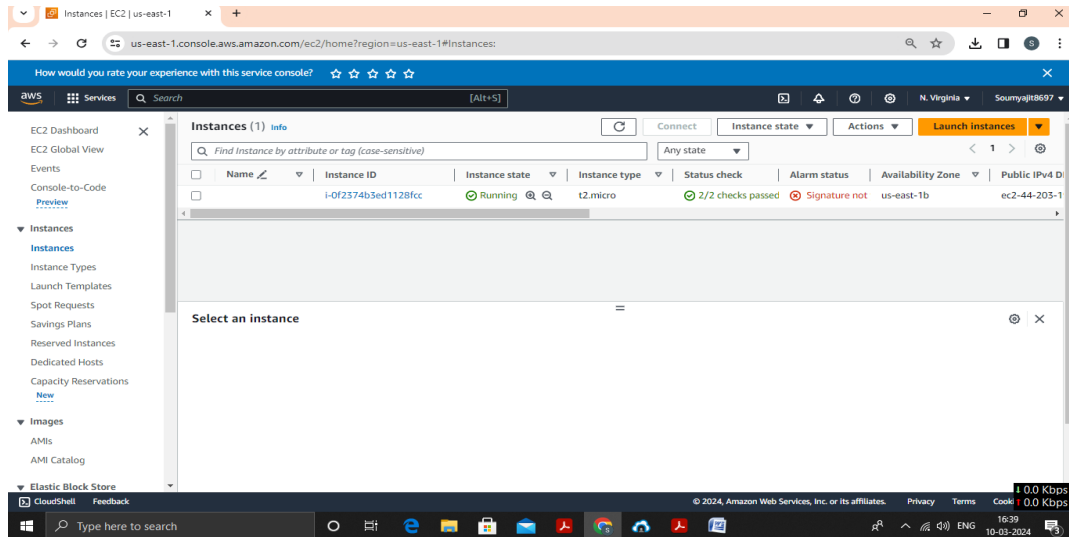 Instances | EC2 | us-east-1
us-east-1.console.aws.amazon.com/ec2/home?region=us-east-1#Instances:
S
How would you rate your experience with this service console?
aws Services Search [Alt+S] N. Virginia Soumyajit8697
EC2 Dashboard
EC2 Global View
Events
Console-to-Code
Preview
Instances
Instances
Instance Types
Launch Templates
Spot Requests
Savings Plans
Reserved Instances
Dedicated Hosts
Capacity Reservations
New
Images
AMIs
AMI Catalog
Elastic Block Store
Instances (1) Info Connect Instance state Actions Launch instances
Find Instance by attribute or tag (case-sensitive) Any state 1
Name Instance ID Instance state Instance type Status check Alarm status Availability Zone Public IPv4 D
i-0f2374b3ed1128fcc Running t2.micro 2/2 checks passed Signature not us-east-1b ec2-44-203-1
Select an instance
CloudShell Feedback © 2024, Amazon Web Services, Inc. or its affiliates. Privacy Terms Cook
0.0 Kbps
0.0 Kbps
Type here to search ENG 16:39
10-03-2024 3